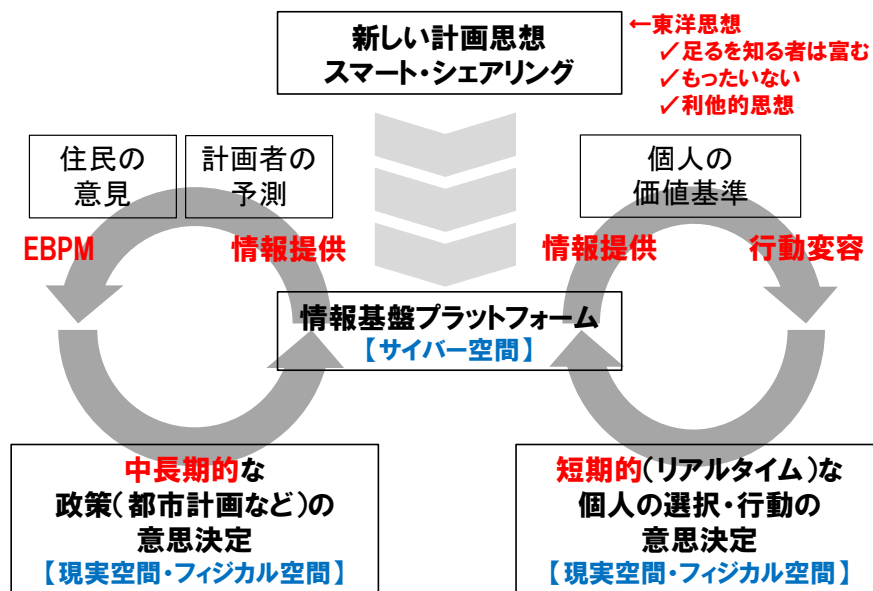 新しい計画思想
スマート・シェアリング
←東洋思想
✓足るを知る者は富む
✓もったいない
✓利他的思想
住民の
意見
計画者の
予測
個人の
価値基準
EBPM
情報提供
情報提供
行動変容
情報基盤プラットフォーム
【サイバー空間】
中長期的な
政策(都市計画など)の
意思決定
【現実空間・フィジカル空間】
短期的(リアルタイム)な
個人の選択・行動の
意思決定
【現実空間・フィジカル空間】